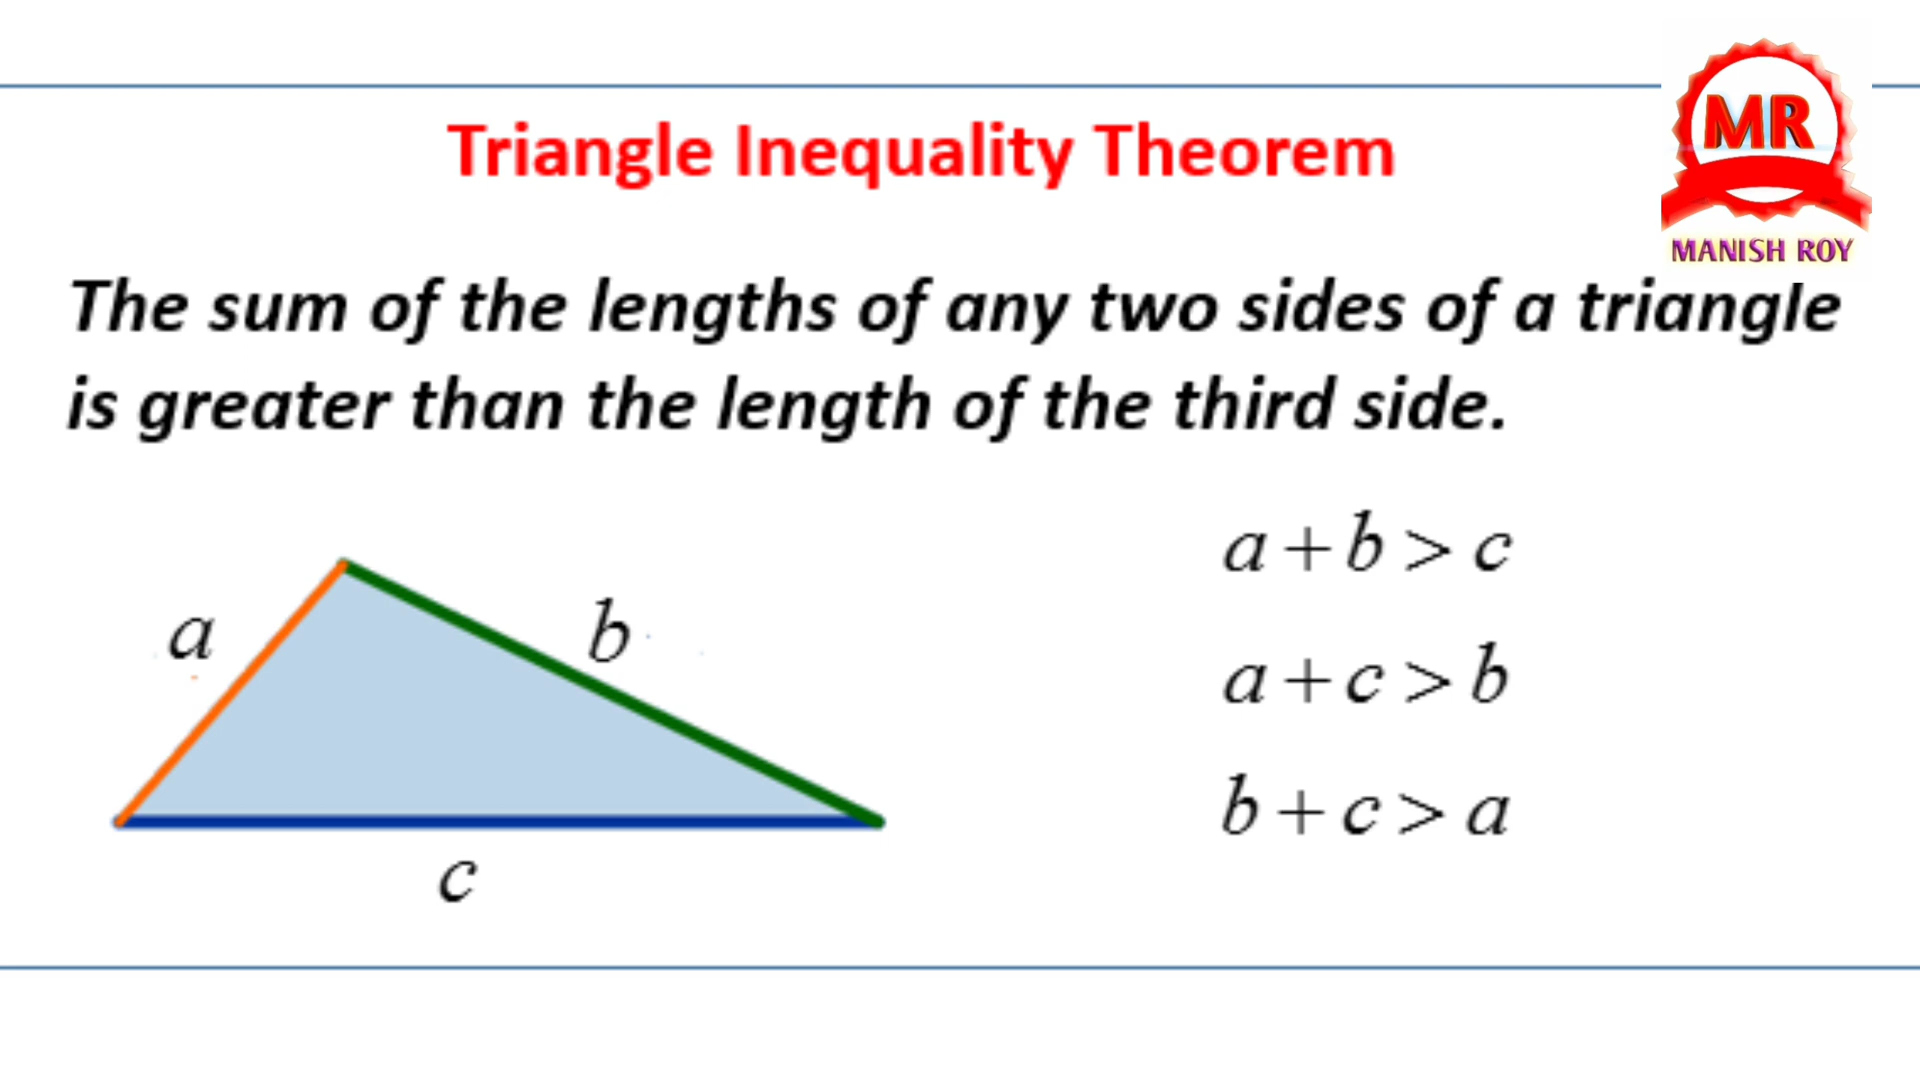 MR
MANISH ROY
Triangle Inequality Theorem
The sum of the lengths of any two sides of a triangle
is greater than the length of the third side.
a
b
c
a + b > c
a + c > b
b + c > a